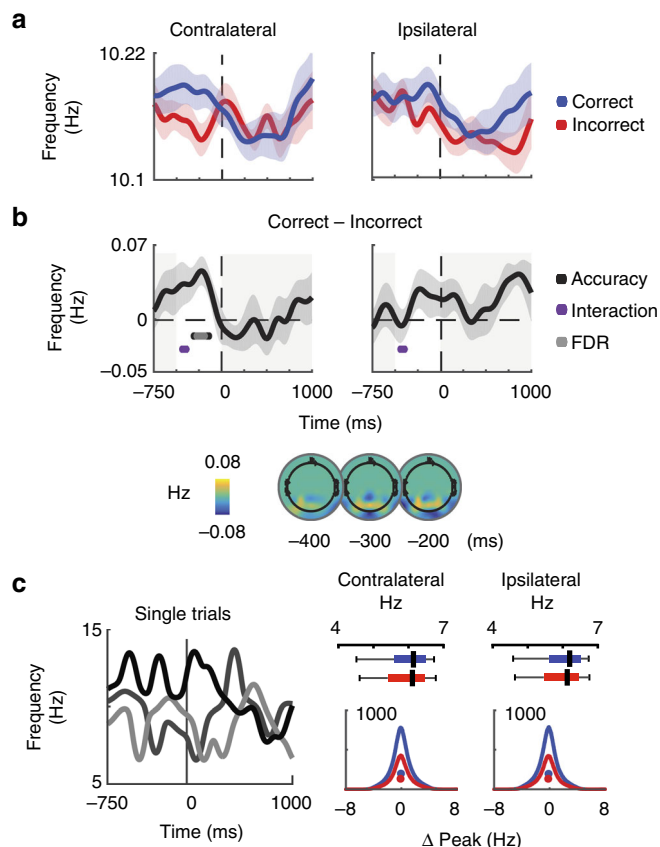 a
Contralateral
Ipsilateral
10.22
Frequency
(Hz)
10.1
Correct
Incorrect
b
Correct – Incorrect
0.07
Frequency
(Hz)
0
–0.05
–750
0
1000
–750
0
1000
Time (ms)
Accuracy
Interaction
FDR
0.08
Hz
–0.08
–400
–300
–200
(ms)
c
Single trials
15
Frequency
(Hz)
5
–750
0
1000
Time (ms)
Contralateral
Hz
4
7
Ipsilateral
Hz
4
7
1000
1000
–8
0
8
–8
0
8
Δ Peak (Hz)